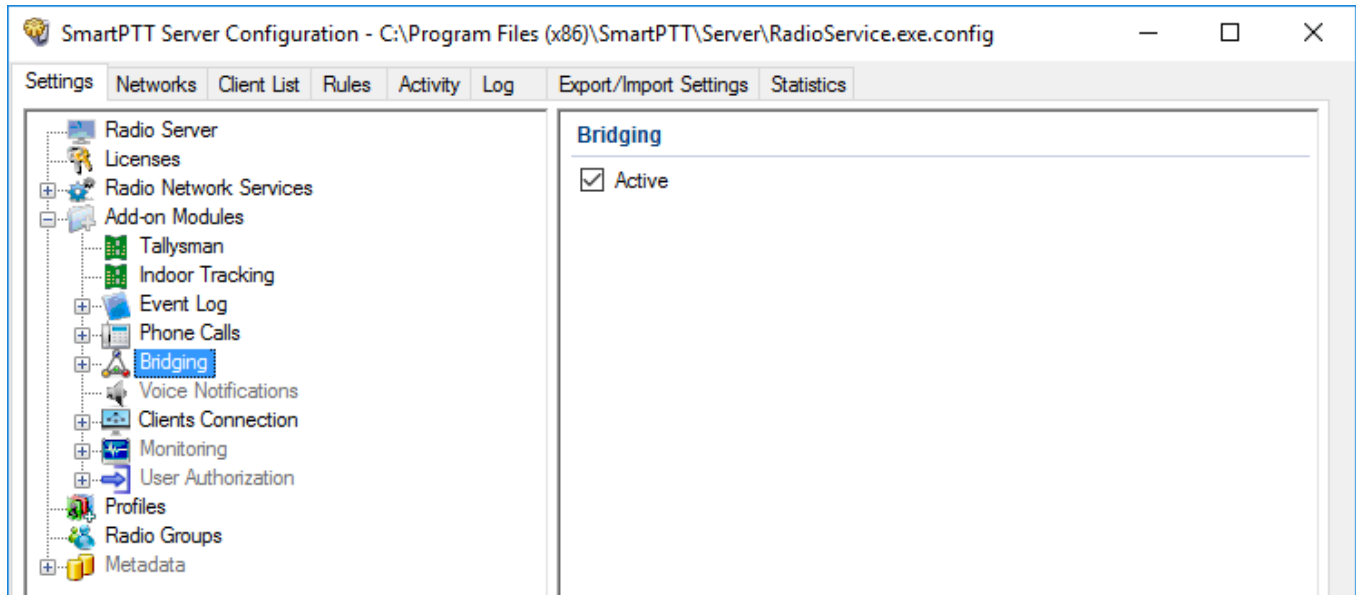 SmartPTT Server Configuration - C:\Program Files (x86)\SmartPTT\Server\RadioService.exe.config
Settings Networks Client List Rules Activity Log Export/Import Settings Statistics
Radio Server
Licenses
Radio Network Services
Add-on Modules
Tallysman
Indoor Tracking
Event Log
Phone Calls
Bridging
Voice Notifications
Clients Connection
Monitoring
User Authorization
Profiles
Radio Groups
Metadata
Bridging
Active